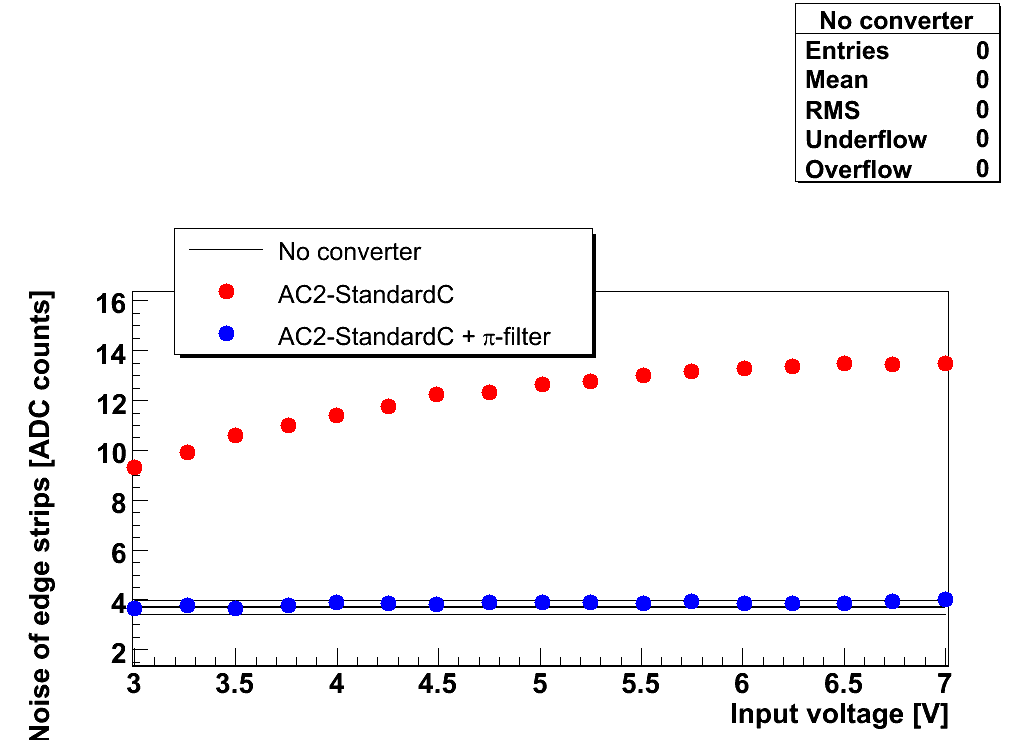 No converter
Entries 0
Mean 0
RMS 0
Underflow 0
Overflow 0
No converter
AC2-StandardC
AC2-StandardC + π-filter
Noise of edge strips [ADC counts]
16
14
12
10
8
6
4
2
3 3.5 4 4.5 5 5.5 6 6.5 7
Input voltage [V]